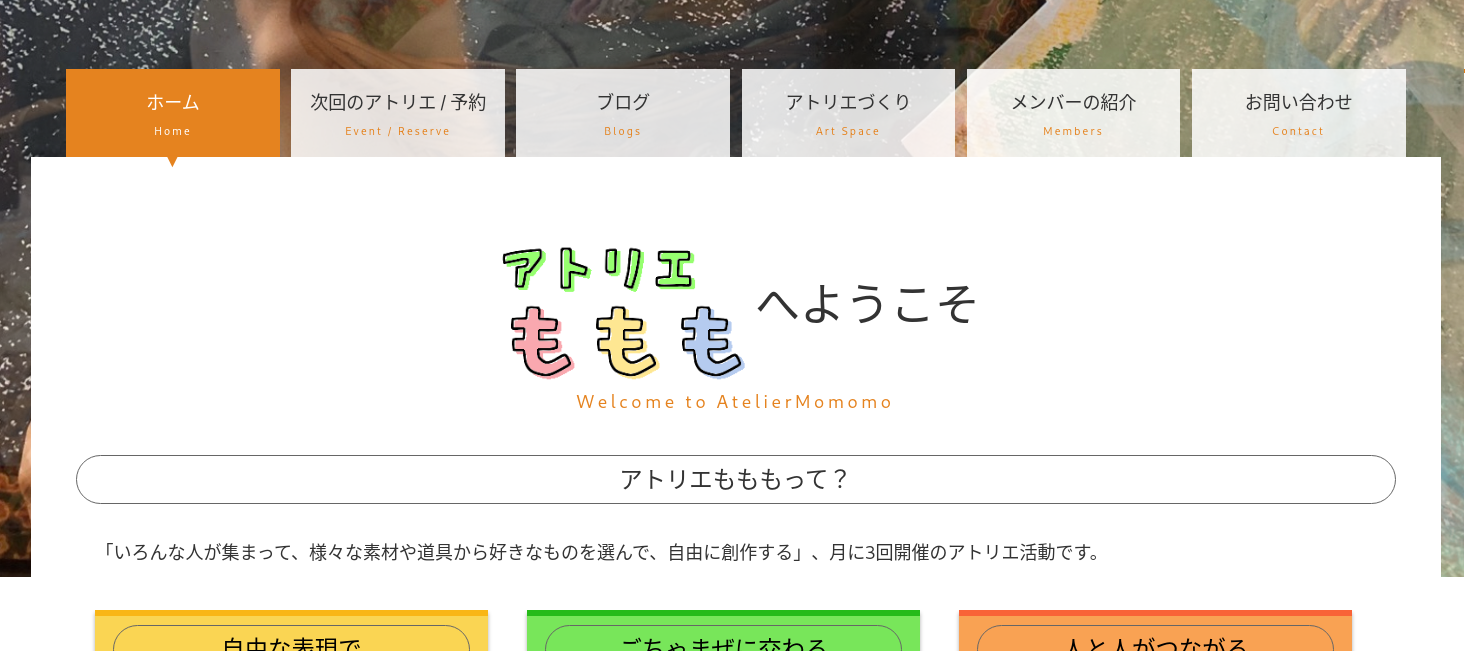 ホーム
Home
次回のアトリエ / 予約
Event / Reserve
ブログ
Blogs
アトリエづくり
Art Space
メンバーの紹介
Members
お問い合わせ
Contact
アトリエ
ももも
へようこそ
Welcome to AtelierMomomo
アトリエもももって？
「いろんな人が集まって、様々な素材や道具から好きなものを選んで、自由に創作する」、月に3回開催のアトリエ活動です。
自由な表現で
ごちゃまぜに交わる
人と人がつながる